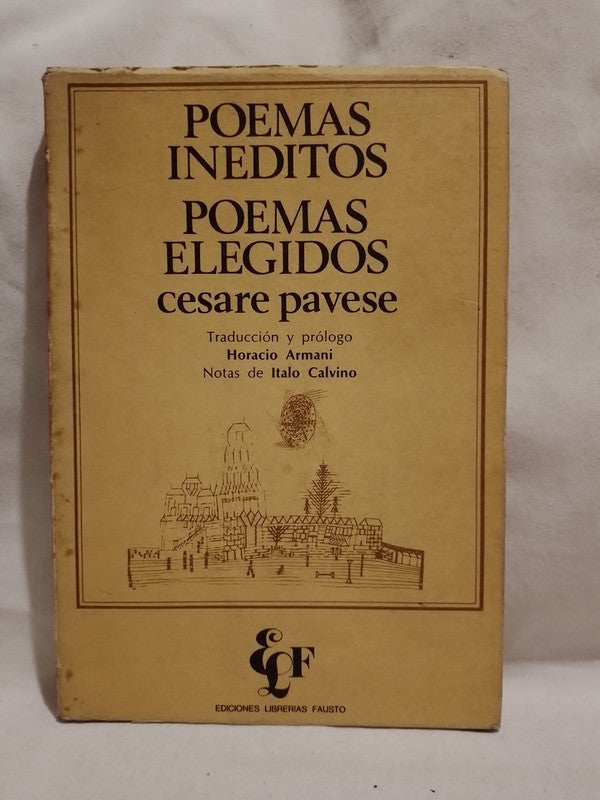 POEMAS
INEDITOS
POEMAS
ELEGIDOS
cesare pavese
Traducción y prólogo
Horacio Armani
Notas de Italo Calvino
ELF
EDICIONES LIBRERIAS FAUSTO